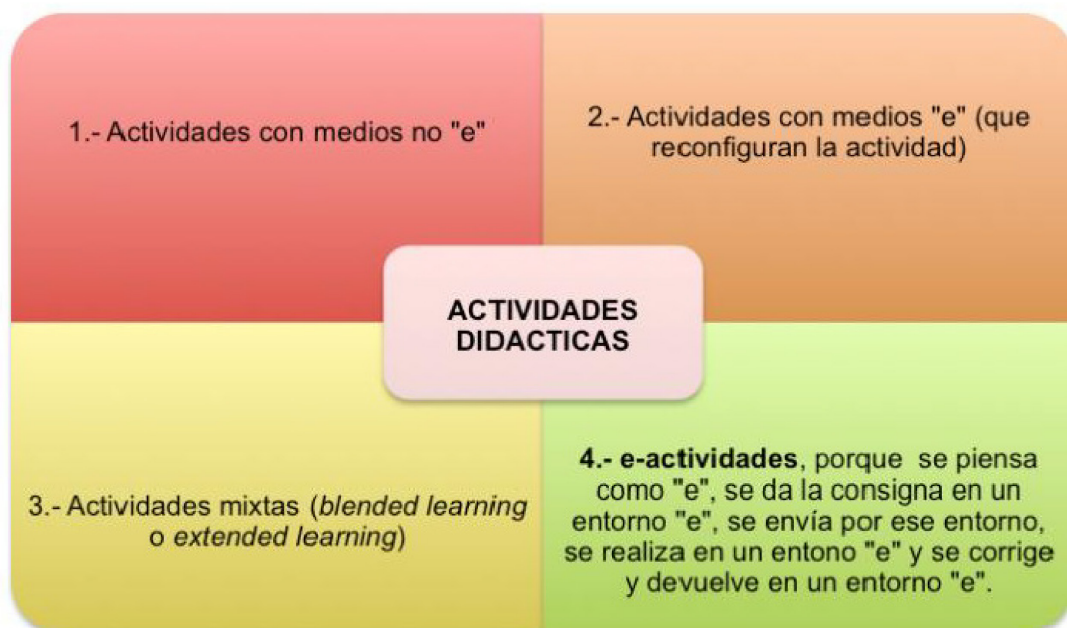 1.- Actividades con medios no "e"
2.- Actividades con medios "e" (que
reconfiguran la actividad)
ACTIVIDADES
DIDACTICAS
3.- Actividades mixtas (blended learning
o extended learning)
4.- e-actividades, porque se piensa
como "e", se da la consigna en un
entorno "e", se envía por ese entorno,
se realiza en un entono "e" y se corrige
y devuelve en un entorno "e".